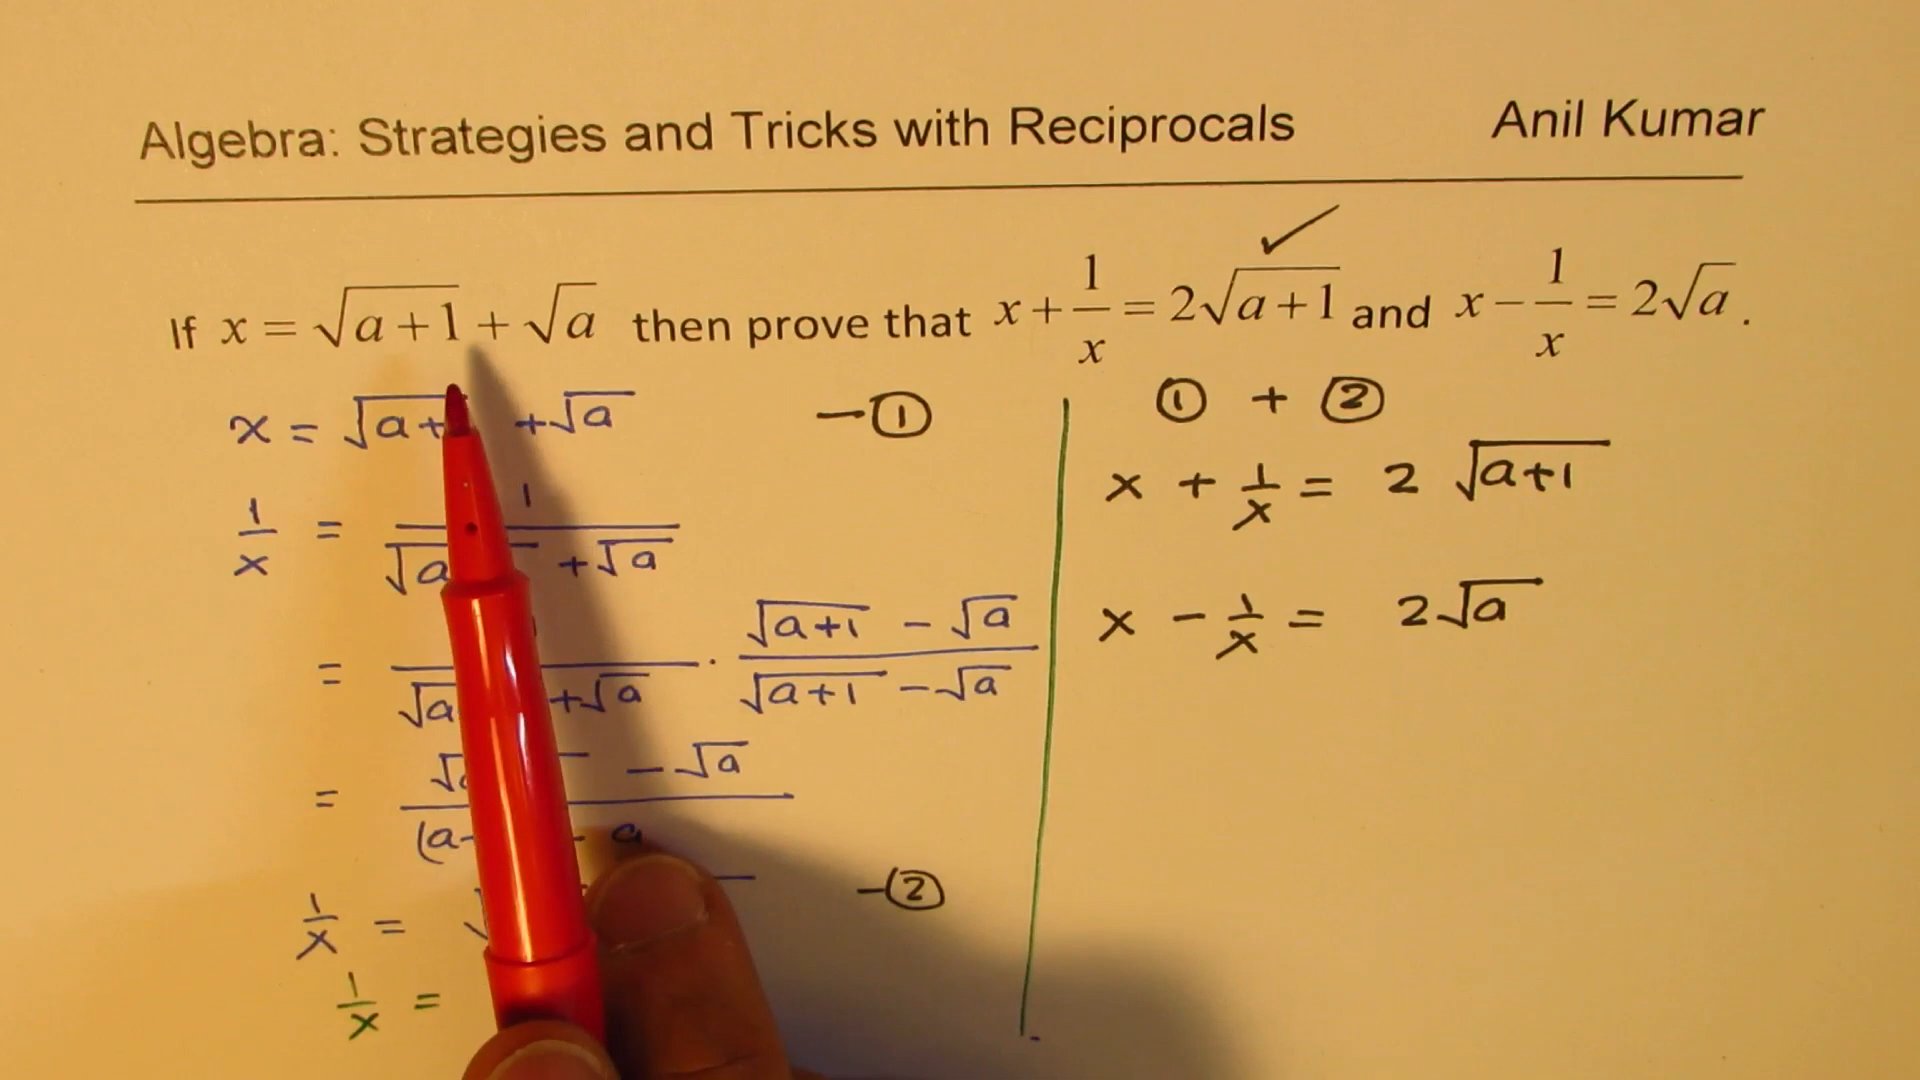 Algebra: Strategies and Tricks with Reciprocals Anil Kumar
If x = √(a+1) + √a then prove that x + 1/x = 2√(a+1) and x − 1/x = 2√a.
x = √a+ +√a −①
1/x = 1/(√a +√a)
= /(√a +√a) · (√(a+1) − √a)/(√(a+1) − √a)
= ( − √a)/((a− − a
1/x = −②
1/x =
① + ②
x + 1/x = 2 √(a+1)
x − 1/x = 2√a